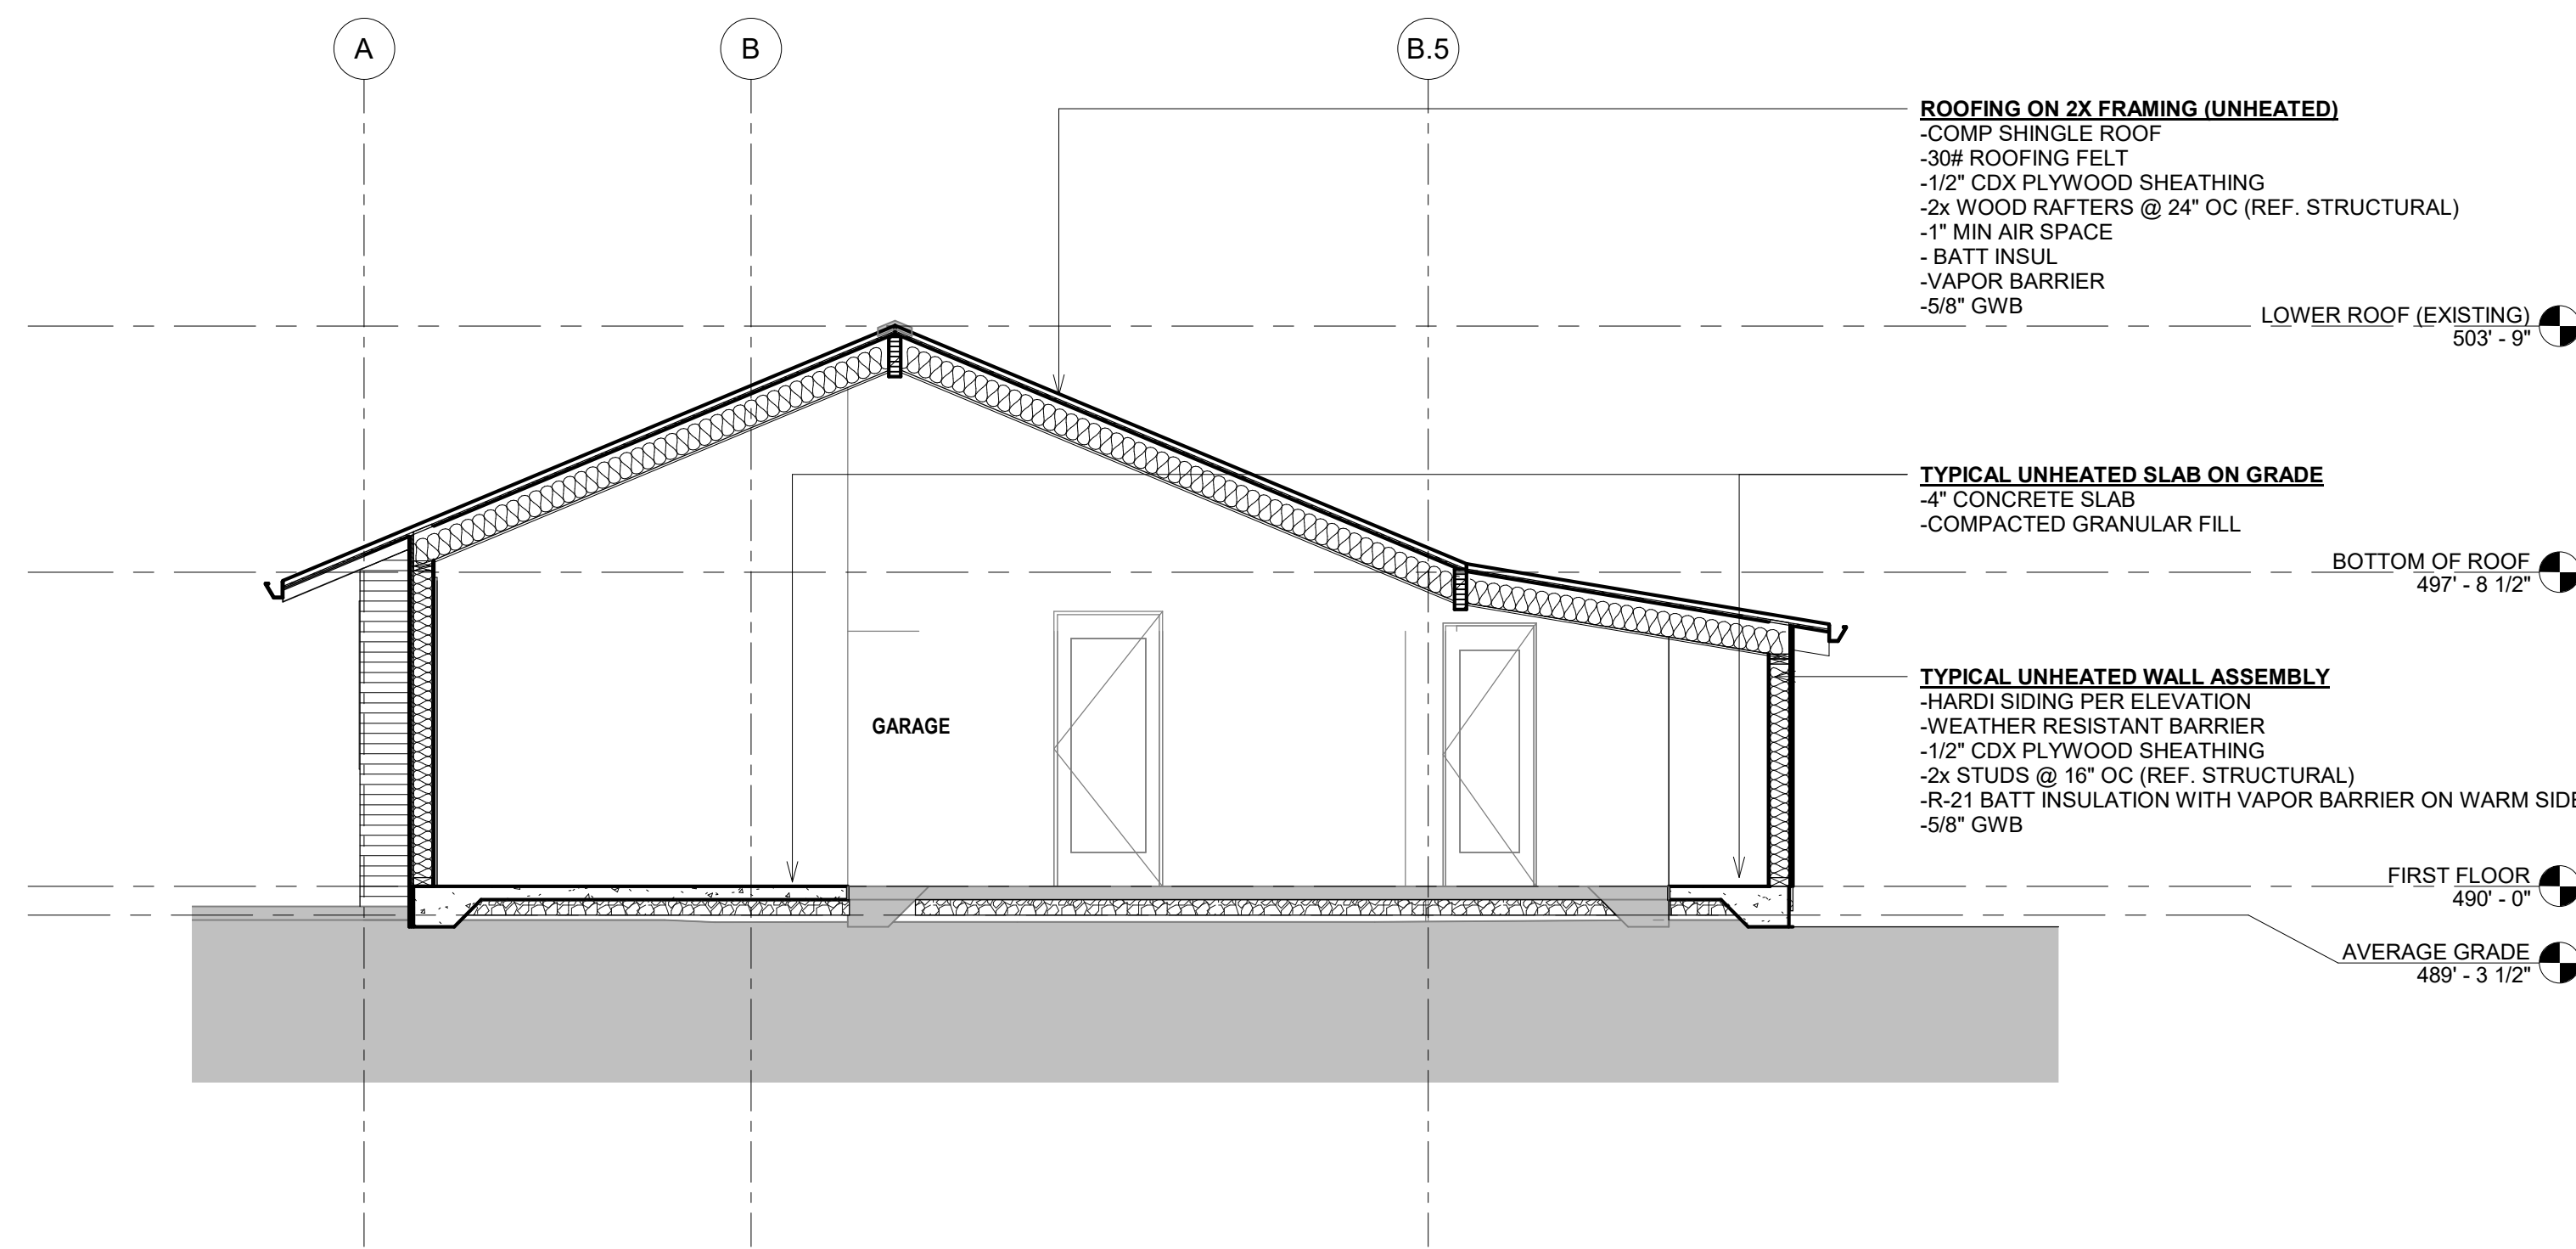 A
B
B.5
ROOFING ON 2X FRAMING (UNHEATED)
-COMP SHINGLE ROOF
-30# ROOFING FELT
-1/2" CDX PLYWOOD SHEATHING
-2x WOOD RAFTERS @ 24" OC (REF. STRUCTURAL)
-1" MIN AIR SPACE
- BATT INSUL
-VAPOR BARRIER
-5/8" GWB
LOWER ROOF (EXISTING)
503' - 9"
TYPICAL UNHEATED SLAB ON GRADE
-4" CONCRETE SLAB
-COMPACTED GRANULAR FILL
BOTTOM OF ROOF
497' - 8 1/2"
TYPICAL UNHEATED WALL ASSEMBLY
-HARDI SIDING PER ELEVATION
-WEATHER RESISTANT BARRIER
-1/2" CDX PLYWOOD SHEATHING
-2x STUDS @ 16" OC (REF. STRUCTURAL)
-R-21 BATT INSULATION WITH VAPOR BARRIER ON WARM SIDE
-5/8" GWB
GARAGE
FIRST FLOOR
490' - 0"
AVERAGE GRADE
489' - 3 1/2"